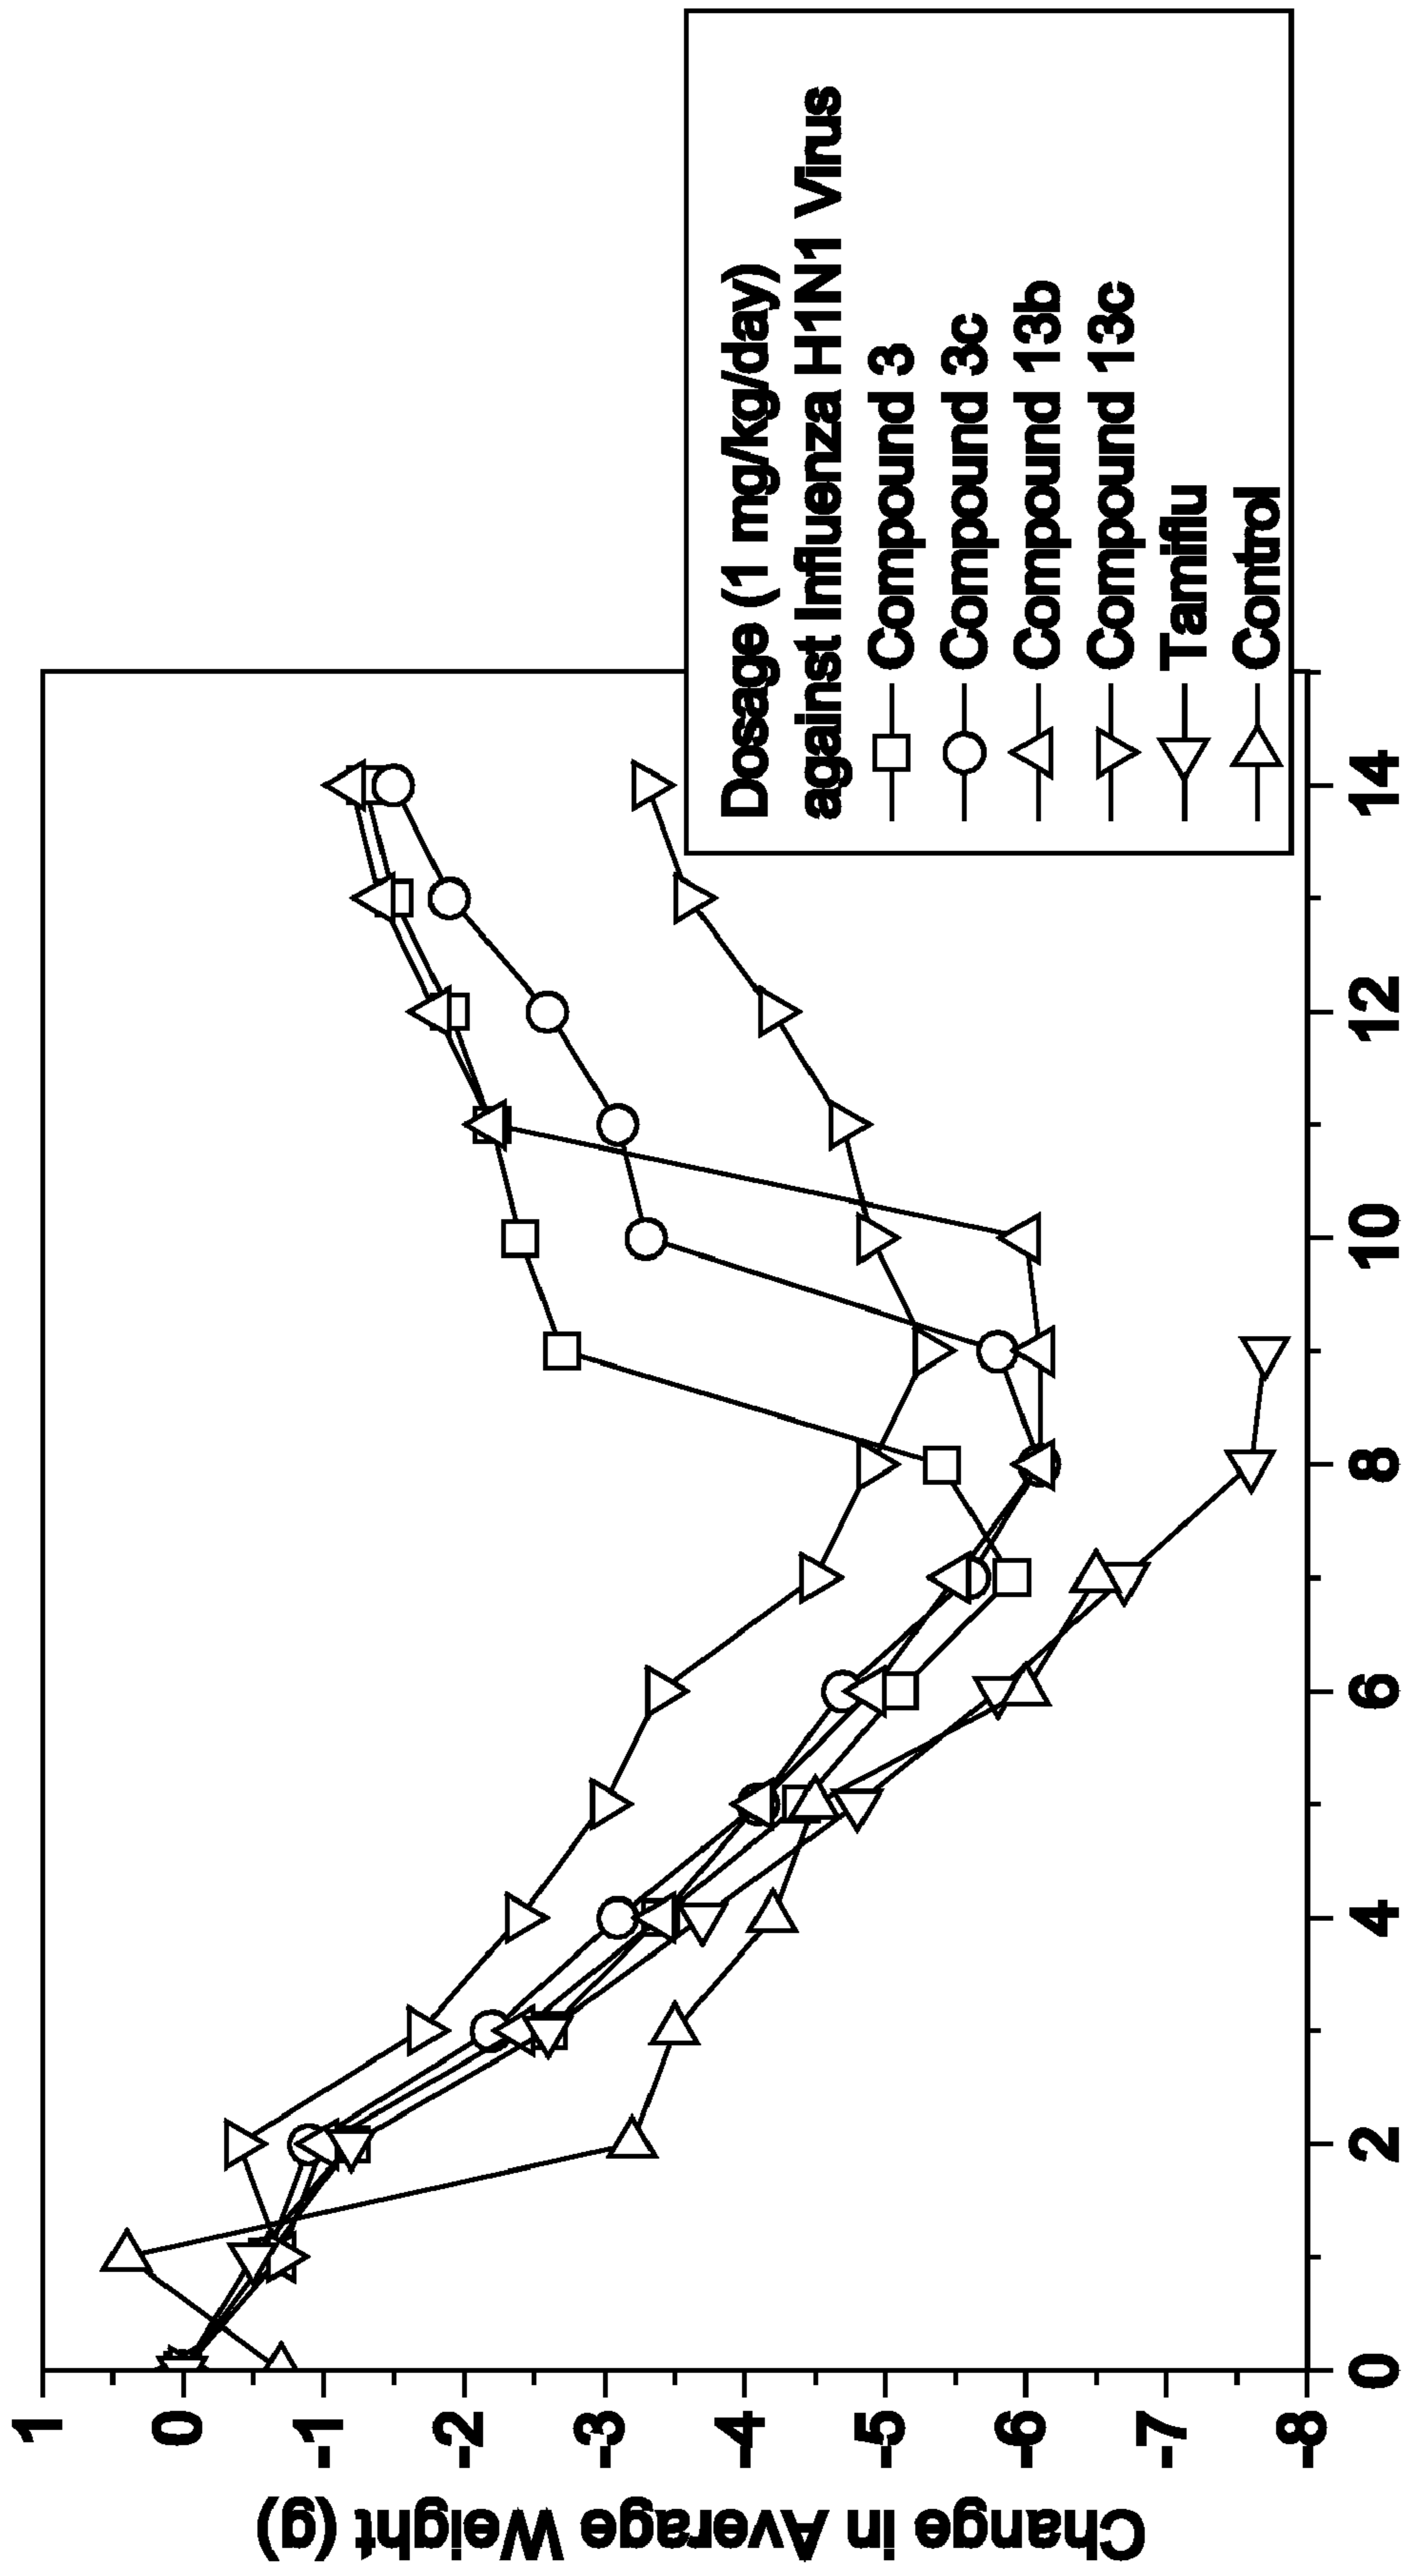 Change in Average Weight (g)
1
0
-1
-2
-3
-4
-5
-6
-7
-8
0
2
4
6
8
10
12
14
Dosage (1 mg/kg/day)
against Influenza H1N1 Virus
Compound 3
Compound 3c
Compound 13b
Compound 13c
Tamiflu
Control